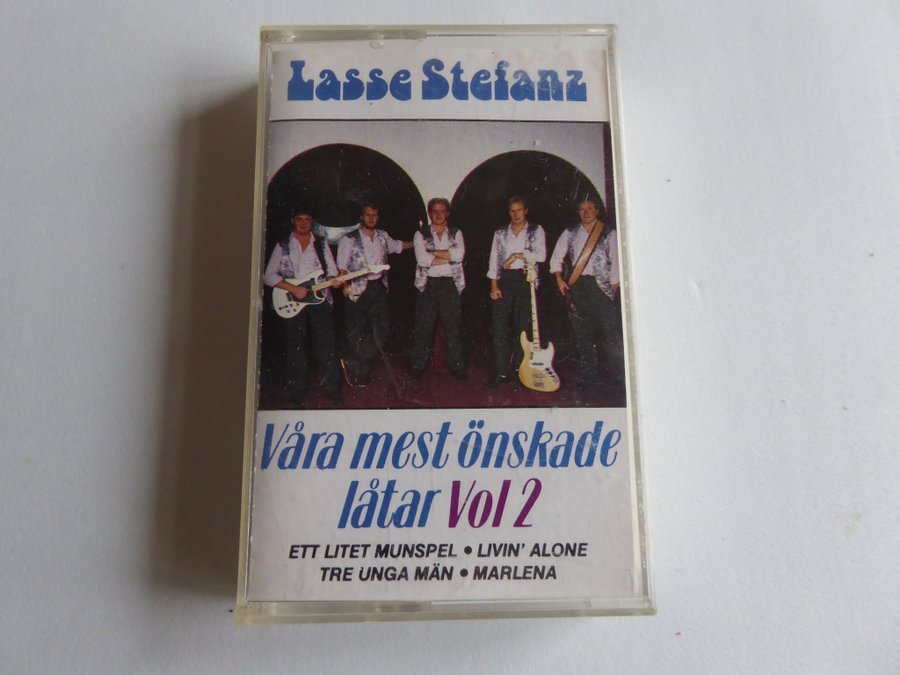 Lasse Stefanz
Våra mest önskade
låtar Vol 2
ETT LITET MUNSPEL • LIVIN' ALONE
TRE UNGA MÄN • MARLENA